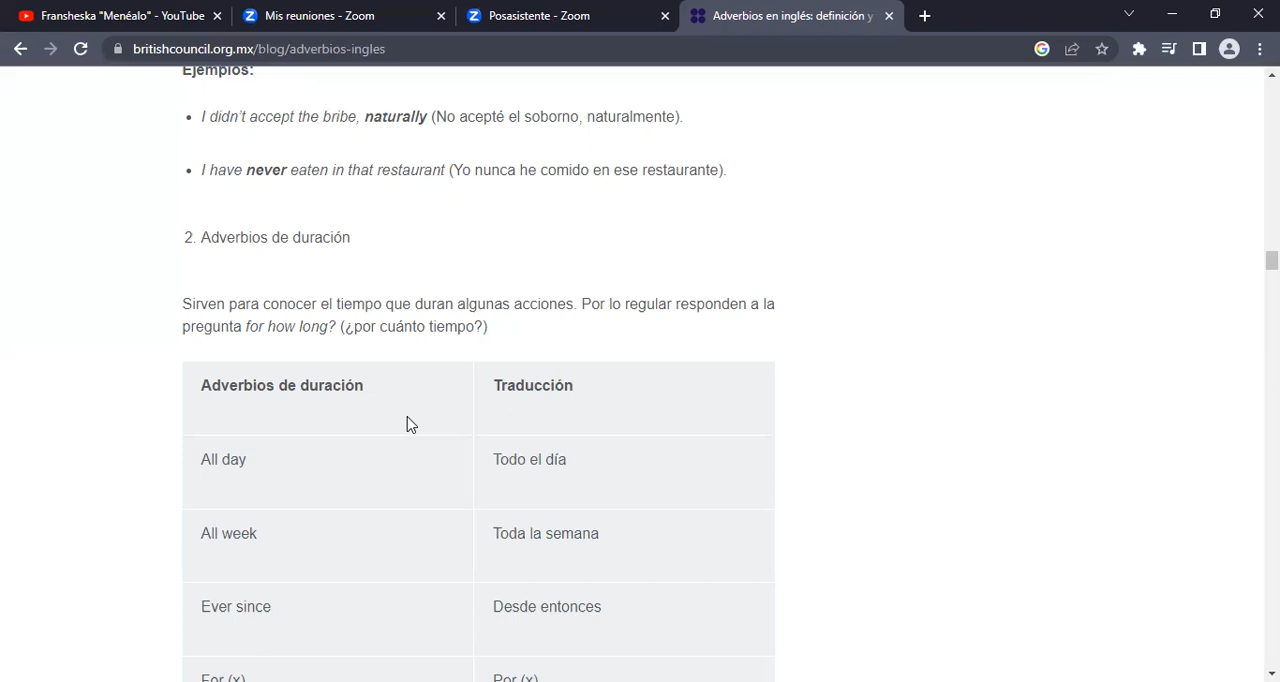 Fransheska "Menéalo" - YouTube
Mis reuniones - Zoom
Posasistente - Zoom
Adverbios en inglés: definición y
britishcouncil.org.mx/blog/adverbios-ingles
Ejemplos:
• I didn't accept the bribe, naturally (No acepté el soborno, naturalmente).
• I have never eaten in that restaurant (Yo nunca he comido en ese restaurante).
2. Adverbios de duración
Sirven para conocer el tiempo que duran algunas acciones. Por lo regular responden a la
pregunta for how long? (¿por cuánto tiempo?)
Adverbios de duración Traducción
All day Todo el día
All week Toda la semana
Ever since Desde entonces
For (x) Por (x)